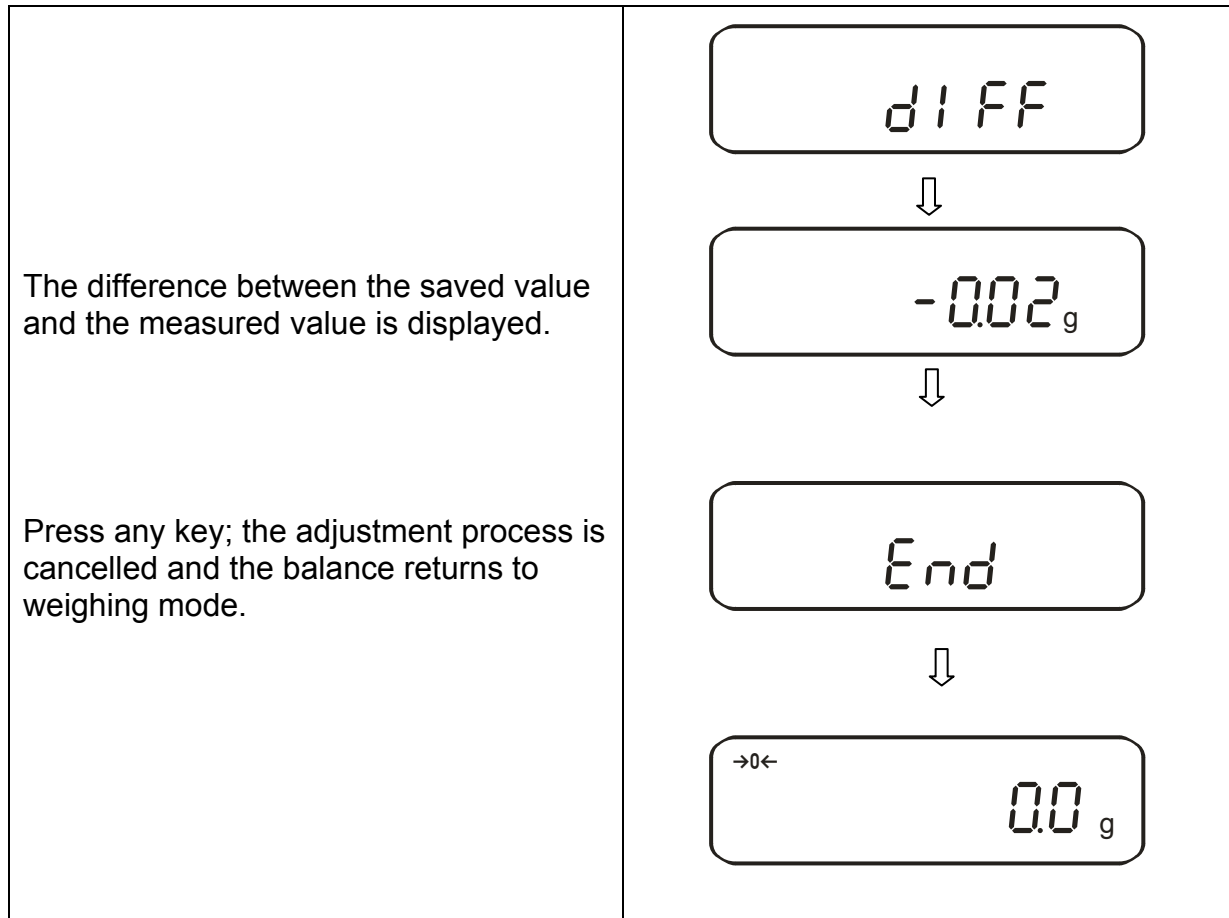 dIFF
The difference between the saved value
and the measured value is displayed.
-0.02 g
Press any key; the adjustment process is
cancelled and the balance returns to
weighing mode.
End
→0←
0.0 g